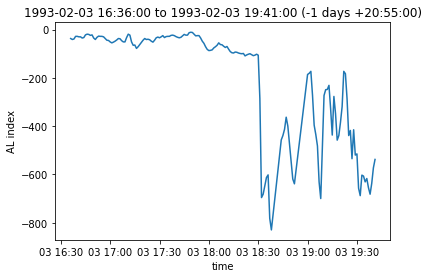 1993-02-03 16:36:00 to 1993-02-03 19:41:00 (-1 days +20:55:00)
0
−200
−400
−600
−800
AL index
03 16:30 03 17:00 03 17:30 03 18:00 03 18:30 03 19:00 03 19:30
time